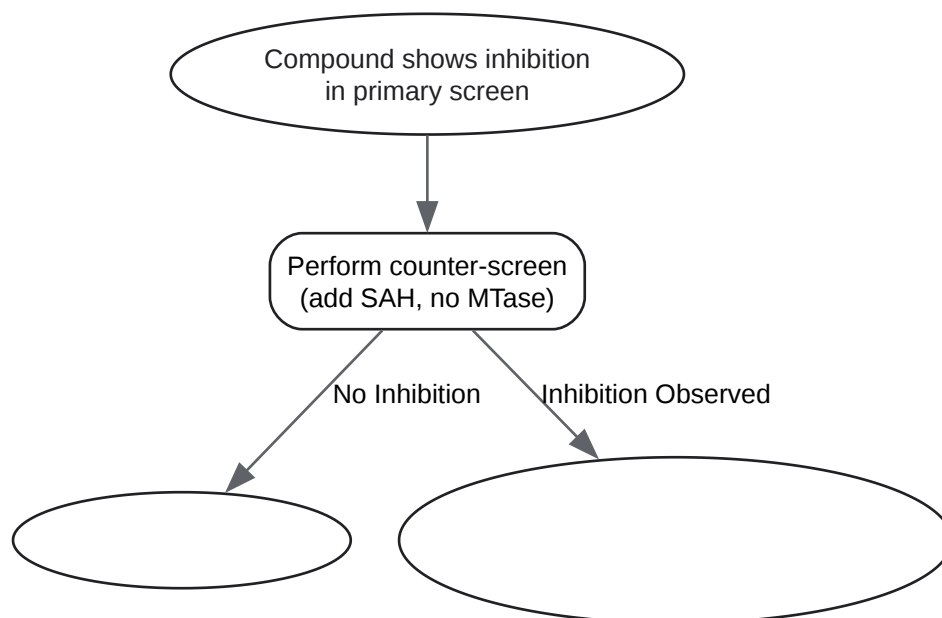 Compound shows inhibition
in primary screen
Perform counter-screen
(add SAH, no MTase)
No Inhibition
Inhibition Observed